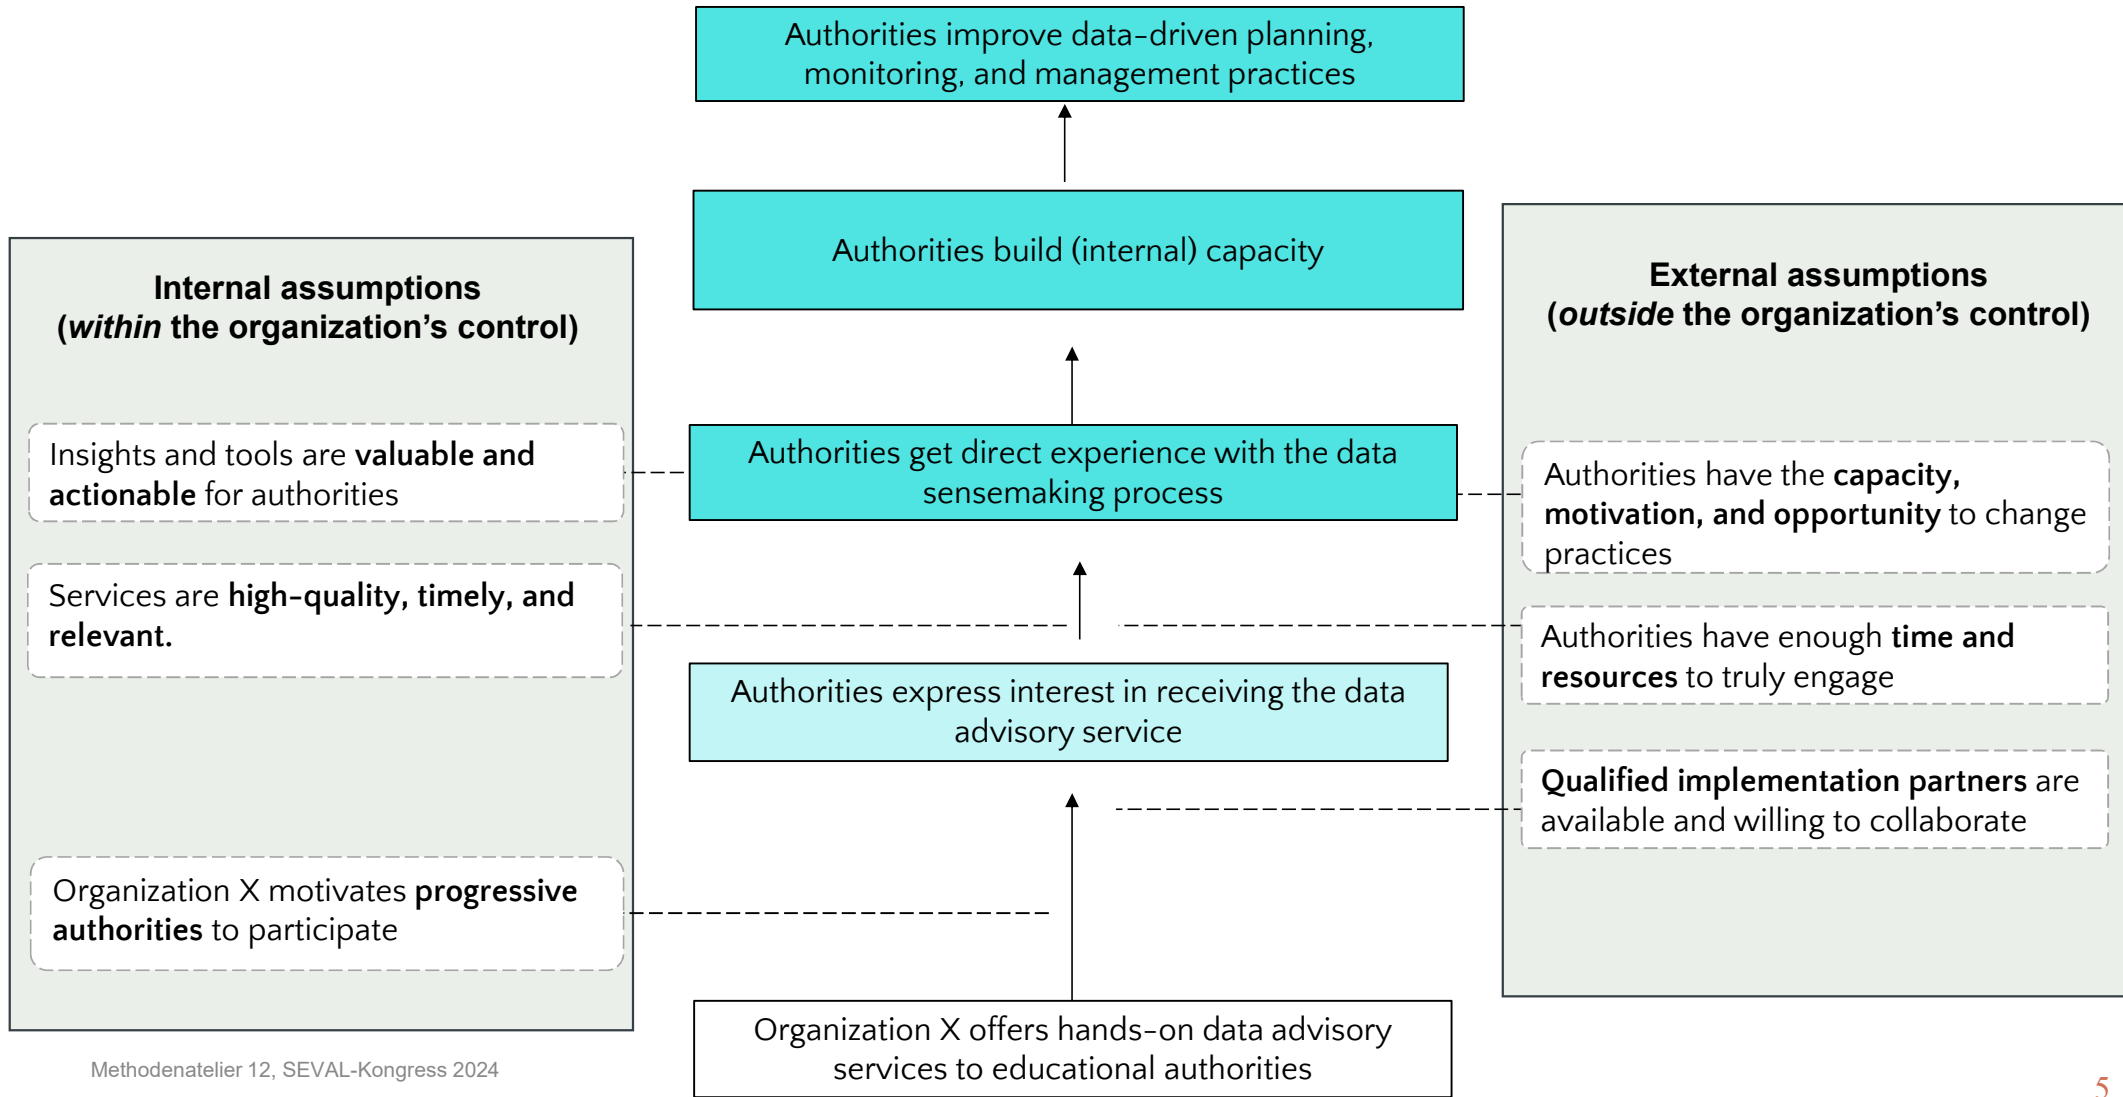 Authorities improve data-driven planning,
monitoring, and management practices
Authorities build (internal) capacity
Internal assumptions
(within the organization’s control)
External assumptions
(outside the organization’s control)
Insights and tools are valuable and
actionable for authorities
Authorities get direct experience with the data
sensemaking process
Authorities have the capacity,
motivation, and opportunity to change
practices
Services are high-quality, timely, and
relevant.
Authorities have enough time and
resources to truly engage
Authorities express interest in receiving the data
advisory service
Qualified implementation partners are
available and willing to collaborate
Organization X motivates progressive
authorities to participate
Organization X offers hands-on data advisory
services to educational authorities
Methodenatelier 12, SEVAL-Kongress 2024
5